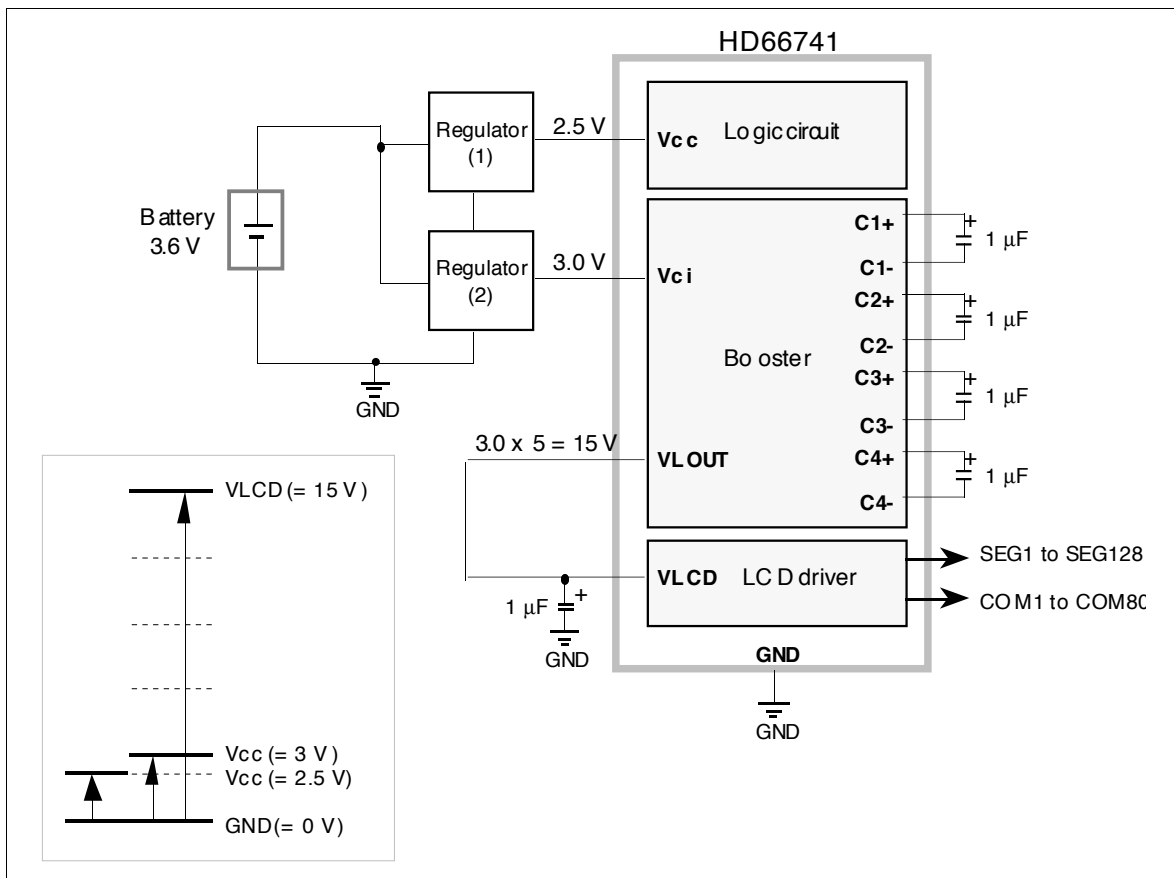 HD66741
Regulator
(1)
2.5 V
Vcc
Logic circuit
Battery
3.6 V
Regulator
(2)
3.0 V
Vci
Booster
C1+
C1-
+
1 μF
C2+
C2-
+
1 μF
C3+
C3-
+
1 μF
C4+
C4-
+
1 μF
GND
3.0 x 5 = 15 V
VLOUT
VLCD
LCD driver
SEG1 to SEG128
COM1 to COM80
1 μF
+
GND
GND
GND
VLCD (= 15 V)
Vcc (= 3 V)
Vcc (= 2.5 V)
GND (= 0 V)